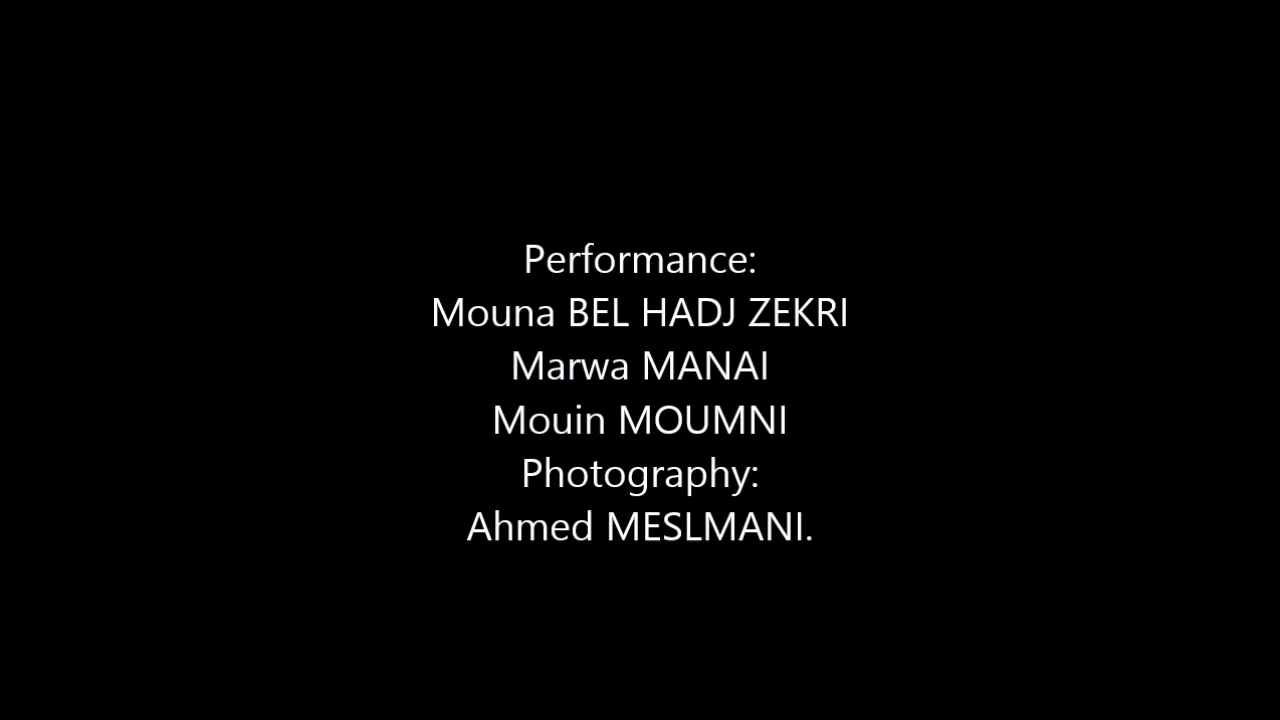 Performance:
Mouna BEL HADJ ZEKRI
Marwa MANAI
Mouin MOUMNI
Photography:
Ahmed MESLMANI.